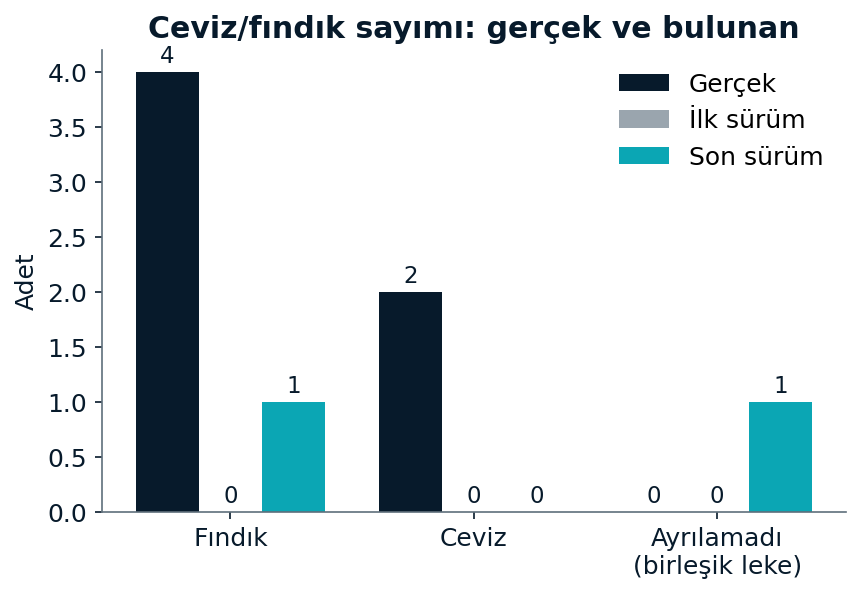 Ceviz/fındık sayımı: gerçek ve bulunan
Gerçek
İlk sürüm
Son sürüm
Adet
4.0
3.5
3.0
2.5
2.0
1.5
1.0
0.5
0.0
4
0
1
2
0
0
0
0
1
Fındık
Ceviz
Ayrılamadı
(birleşik leke)